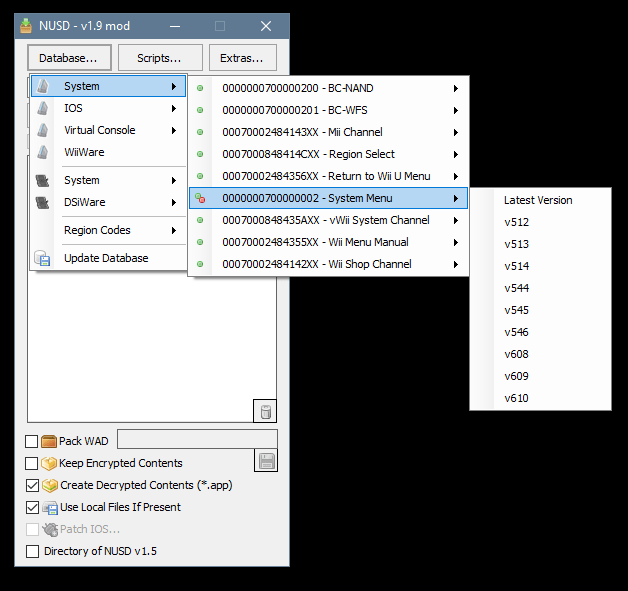 NUSD - v1.9 mod
Database...
Scripts...
Extras...
System
IOS
Virtual Console
WiiWare
System
DSiWare
Region Codes
Update Database
0000000700000200 - BC-NAND
0000000700000201 - BC-WFS
00070002484143XX - Mii Channel
0007000848414CXX - Region Select
00070002484356XX - Return to Wii U Menu
0000000700000002 - System Menu
0007000848435AXX - vWii System Channel
00070002484355XX - Wii Menu Manual
00070002484142XX - Wii Shop Channel
Latest Version
v512
v513
v514
v544
v545
v546
v608
v609
v610
Pack WAD
Keep Encrypted Contents
Create Decrypted Contents (*.app)
Use Local Files If Present
Patch IOS...
Directory of NUSD v1.5